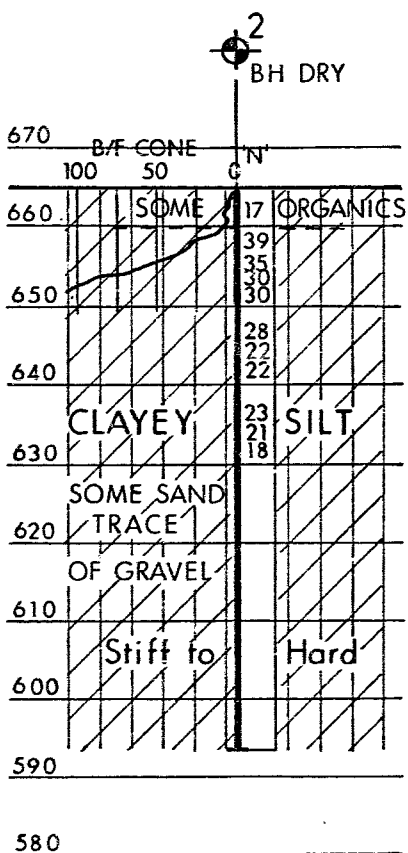 2
BH DRY
670
B/F CONE 'N'
100 50 0
SOME 17 ORGANICS
660
39
35
30
650 30
28
22
640 22
23
CLAYEY 21 SILT
630 18
SOME SAND
620 TRACE
OF GRAVEL
610
Stiff to Hard
600
590
580